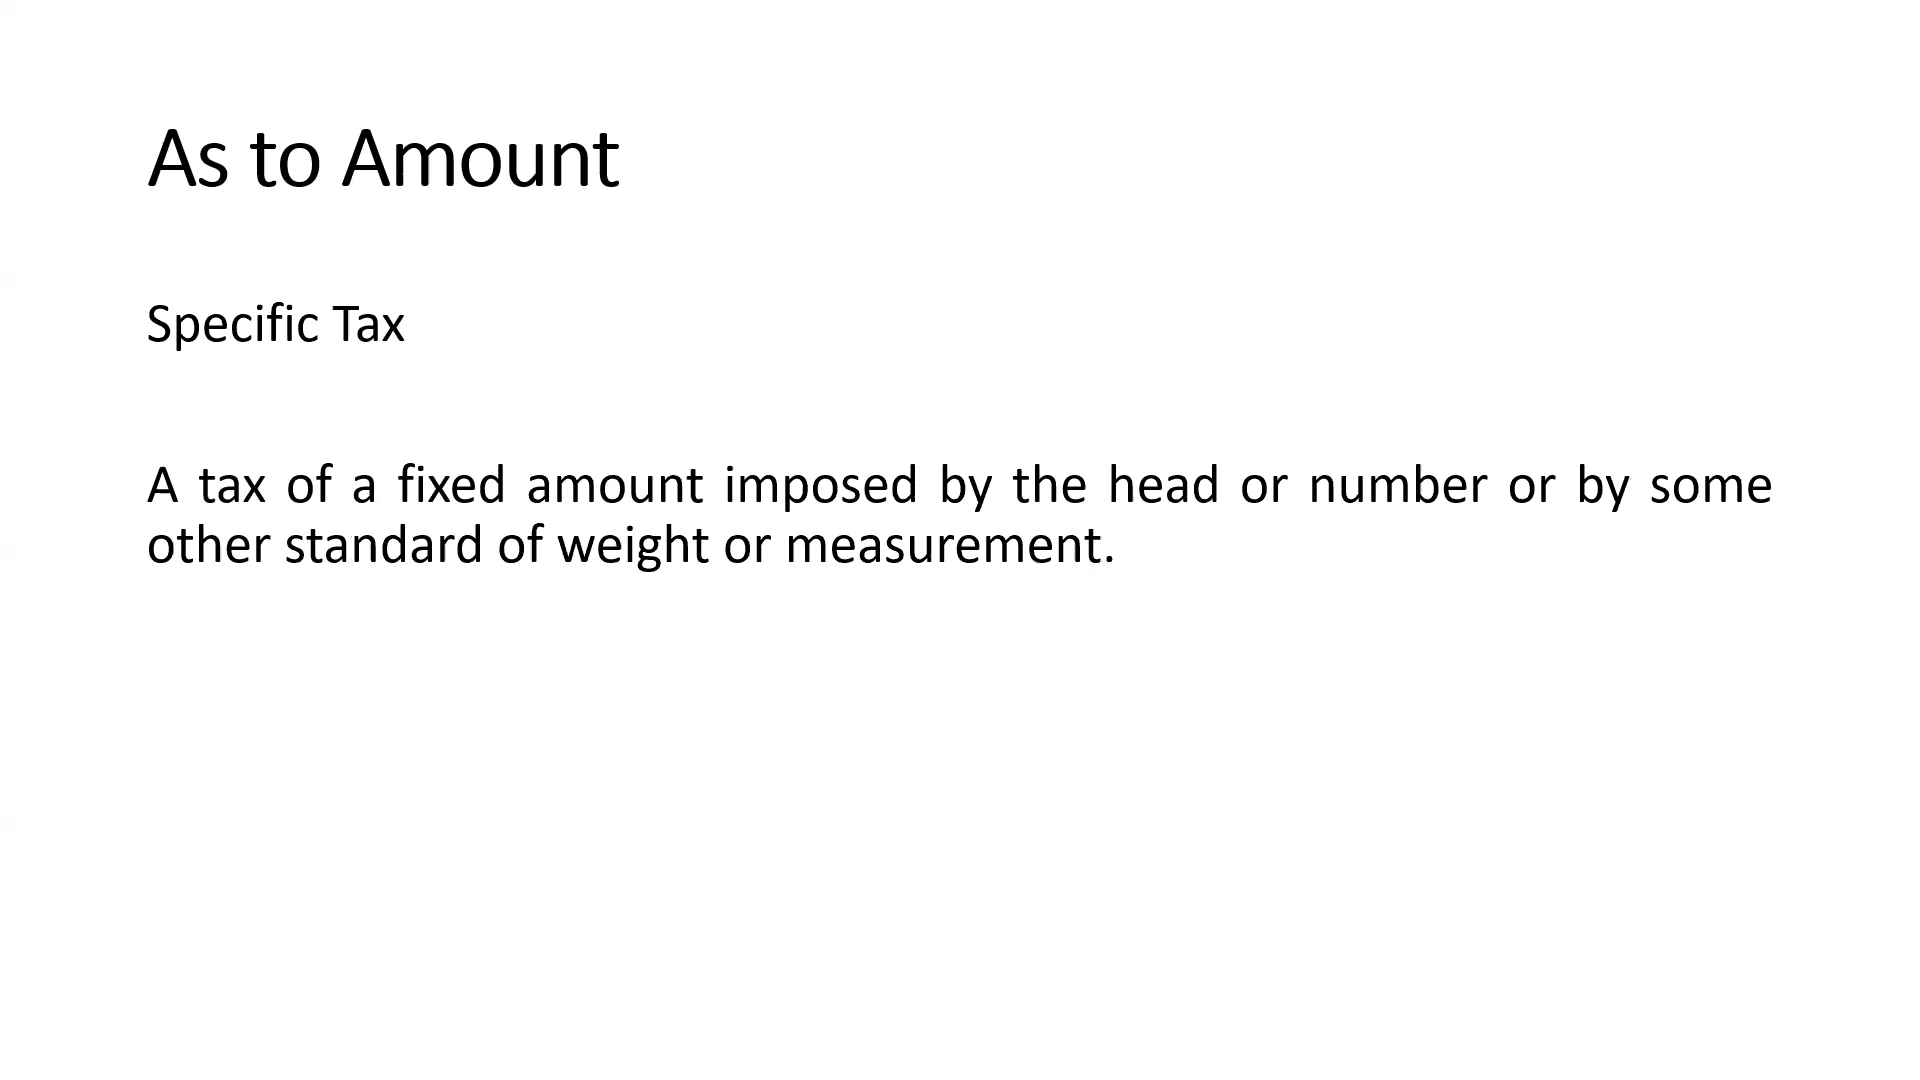 As to Amount
Specific Tax
A tax of a fixed amount imposed by the head or number or by some
other standard of weight or measurement.